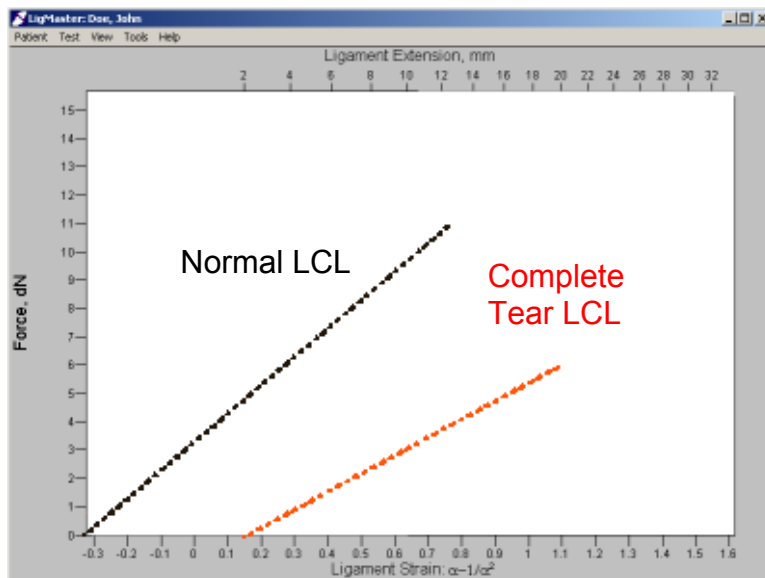 LigMaster: Doe, John
Patient Test View Tools Help
Ligament Extension, mm
2 4 6 8 10 12 14 16 18 20 22 24 26 28 30 32
15
14
13
12
11
10
9
8
7
6
5
4
3
2
1
0
Force, dN
Normal LCL
Complete
Tear LCL
-0.3 -0.2 -0.1 0 0.1 0.2 0.3 0.4 0.5 0.6 0.7 0.8 0.9 1 1.1 1.2 1.3 1.4 1.5 1.6
Ligament Strain: α-1/α²